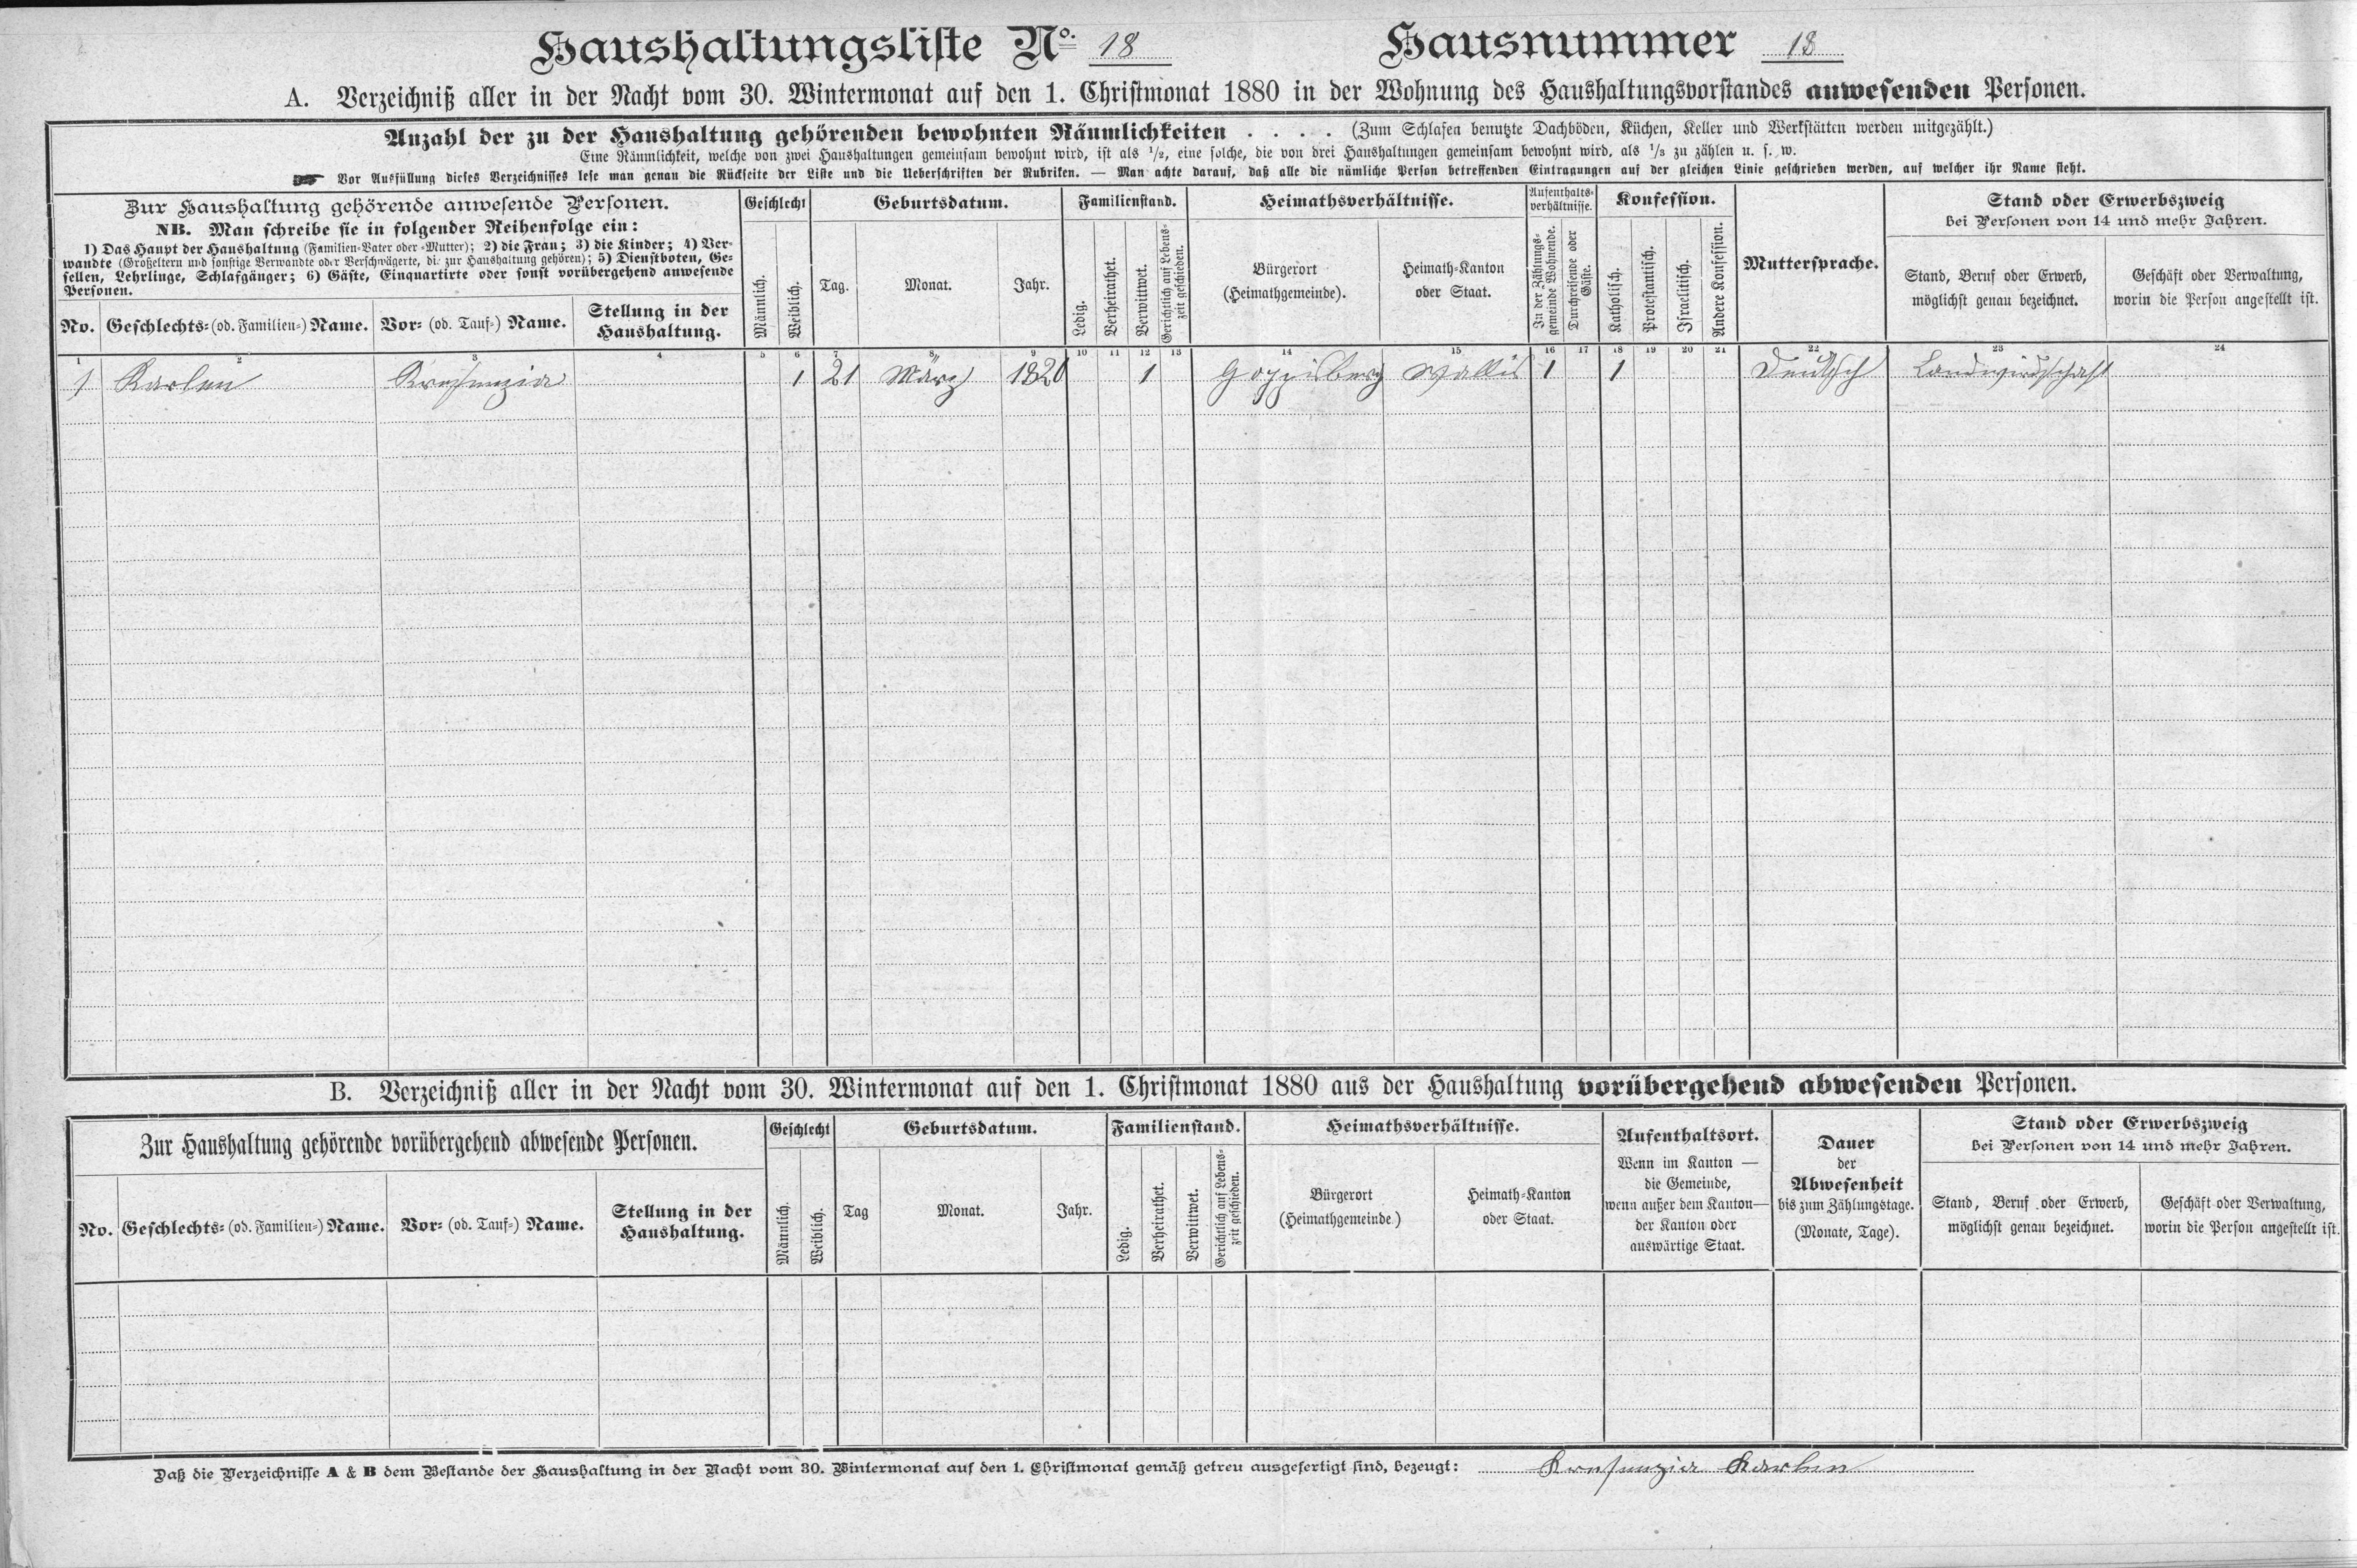 Haushaltungsliste No. 18 Hausnummer 18
A. Verzeichniß aller in der Nacht vom 30. Wintermonat auf den 1. Christmonat 1880 in der Wohnung des Haushaltungsvorstandes anwesenden Personen.
Anzahl der zu der Haushaltung gehörenden bewohnten Räumlichkeiten . . . . (Zum Schlafen benutzte Dachböden, Küchen, Keller und Werkstätten werden mitgezählt.)
Eine Räumlichkeit, welche von zwei Haushaltungen gemeinsam bewohnt wird, ist als 1/2, eine solche, die von drei Haushaltungen gemeinsam bewohnt wird, als 1/3 zu zählen u. s. w.
Vor Ausfüllung dieses Verzeichnisses lese man genau die Rückseite der Liste und die Ueberschriften der Rubriken. — Man achte darauf, daß alle die nämliche Person betreffenden Eintragungen auf der gleichen Linie geschrieben werden, auf welcher ihr Name steht.
Zur Haushaltung gehörende anwesende Personen.
NB. Man schreibe sie in folgender Reihenfolge ein:
1) Das Haupt der Haushaltung (Familien-Vater oder -Mutter); 2) die Frau; 3) die Kinder; 4) Ver-
wandte (Großeltern und sonstige Verwandte oder Verschwägerte, die zur Haushaltung gehören); 5) Dienstboten, Ge-
sellen, Lehrlinge, Schlafgänger; 6) Gäste, Einquartirte oder sonst vorübergehend anwesende
Personen.
No. Geschlechts- (od. Familien-) Name. Vor- (od. Tauf-) Name.
Stellung in der
Haushaltung.
Geschlecht
Männlich.
Weiblich.
Geburtsdatum.
Tag. Monat. Jahr.
Familienstand.
Ledig.
Verheirathet.
Verwittwet.
Gerichtlich auf Lebens-
zeit geschieden.
Heimathsverhältnisse.
Bürgerort
(Heimathgemeinde).
Heimath-Kanton
oder Staat.
Aufenthalts-
verhältnisse.
In der Zählungs-
gemeinde Wohnende.
Durchreisende oder
Gäste.
Konfession.
Katholisch.
Protestantisch.
Israelitisch.
Andere Konfession.
Muttersprache.
Stand oder Erwerbszweig
bei Personen von 14 und mehr Jahren.
Stand, Beruf oder Erwerb,
möglichst genau bezeichnet.
Geschäft oder Verwaltung,
worin die Person angestellt ist.
1 2 3 4 5 6 7 8 9 10 11 12 13 14 15 16 17 18 19 20 21 22 23 24
1 Karlen Kresenzia 1 21 März 1820 1 Goppisberg Wallis 1 1 Deutsch Landwirdschaft
B. Verzeichniß aller in der Nacht vom 30. Wintermonat auf den 1. Christmonat 1880 aus der Haushaltung vorübergehend abwesenden Personen.
Zur Haushaltung gehörende vorübergehend abwesende Personen.
No. Geschlechts- (od. Familien-) Name. Vor- (od. Tauf-) Name.
Stellung in der
Haushaltung.
Geschlecht
Männlich.
Weiblich.
Geburtsdatum.
Tag Monat. Jahr.
Familienstand.
Ledig.
Verheirathet.
Verwittwet.
Gerichtlich auf Lebens-
zeit geschieden.
Heimathsverhältnisse.
Bürgerort
(Heimathgemeinde.)
Heimath-Kanton
oder Staat.
Aufenthaltsort.
Wenn im Kanton —
die Gemeinde,
wenn außer dem Kanton—
der Kanton oder
auswärtige Staat.
Dauer
der
Abwesenheit
bis zum Zählungstage.
(Monate, Tage).
Stand oder Erwerbszweig
bei Personen von 14 und mehr Jahren.
Stand, Beruf oder Erwerb,
möglichst genau bezeichnet.
Geschäft oder Verwaltung,
worin die Person angestellt ist.
Daß die Verzeichnisse A & B dem Bestande der Haushaltung in der Nacht vom 30. Wintermonat auf den 1. Christmonat gemäß getreu ausgefertigt sind, bezeugt: Kresenzia Karlen